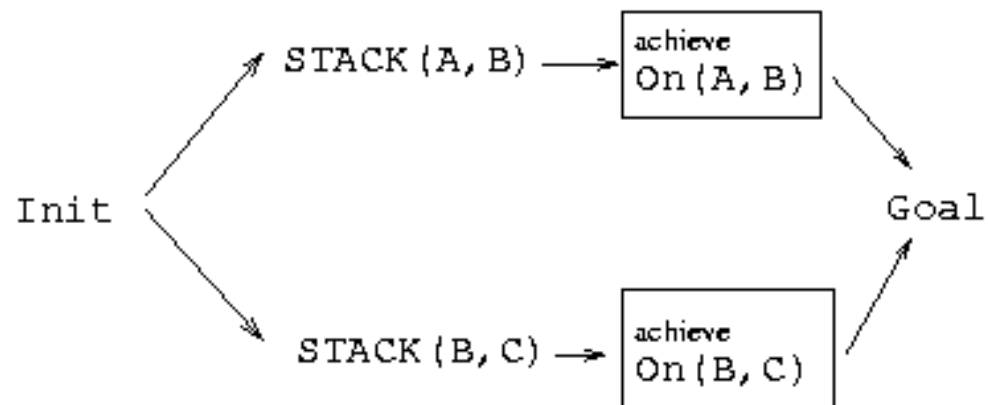 STACK(A,B)
achieve
On(A,B)
Init
Goal
STACK(B,C)
achieve
On(B,C)